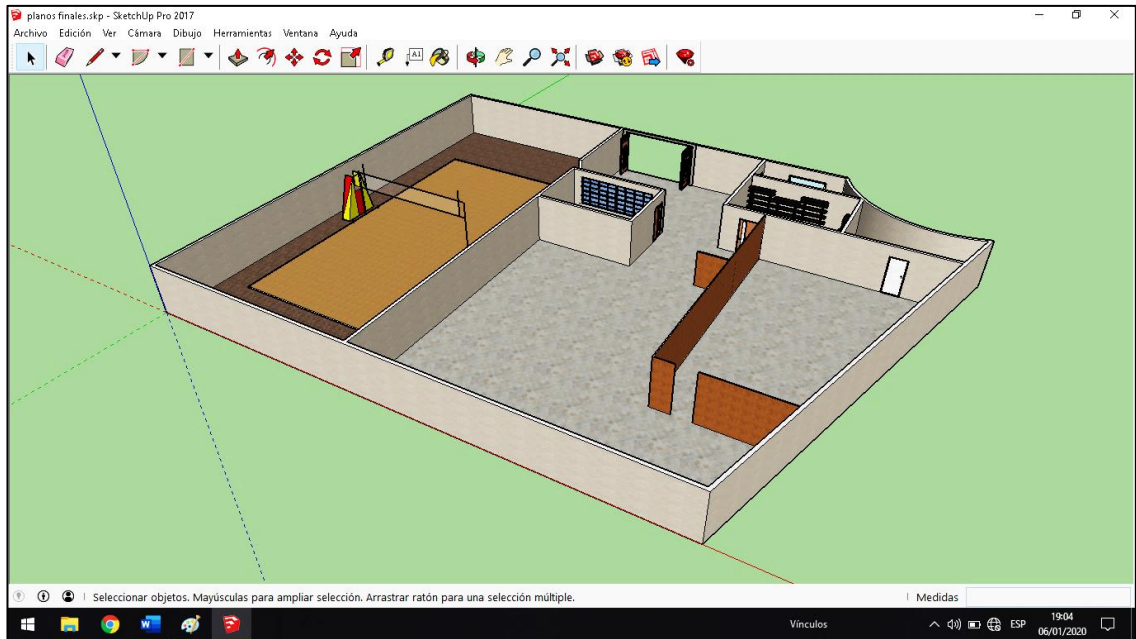 planos finales.skp - SketchUp Pro 2017
Archivo Edición Ver Cámara Dibujo Herramientas Ventana Ayuda
A1
Seleccionar objetos. Mayúsculas para ampliar selección. Arrastrar ratón para una selección múltiple.
Medidas
Vínculos
ESP
19:04
06/01/2020